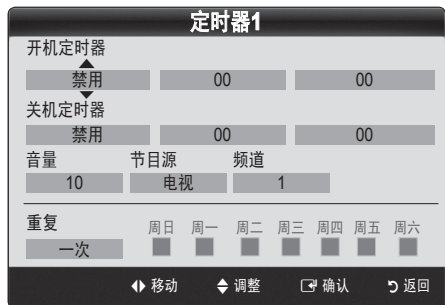 定时器1
开机定时器
禁用 00 00
关机定时器
禁用 00 00
音量 节目源 频道
10 电视 1
重复 周日 周一 周二 周三 周四 周五 周六
一次
移动 调整 确认 返回